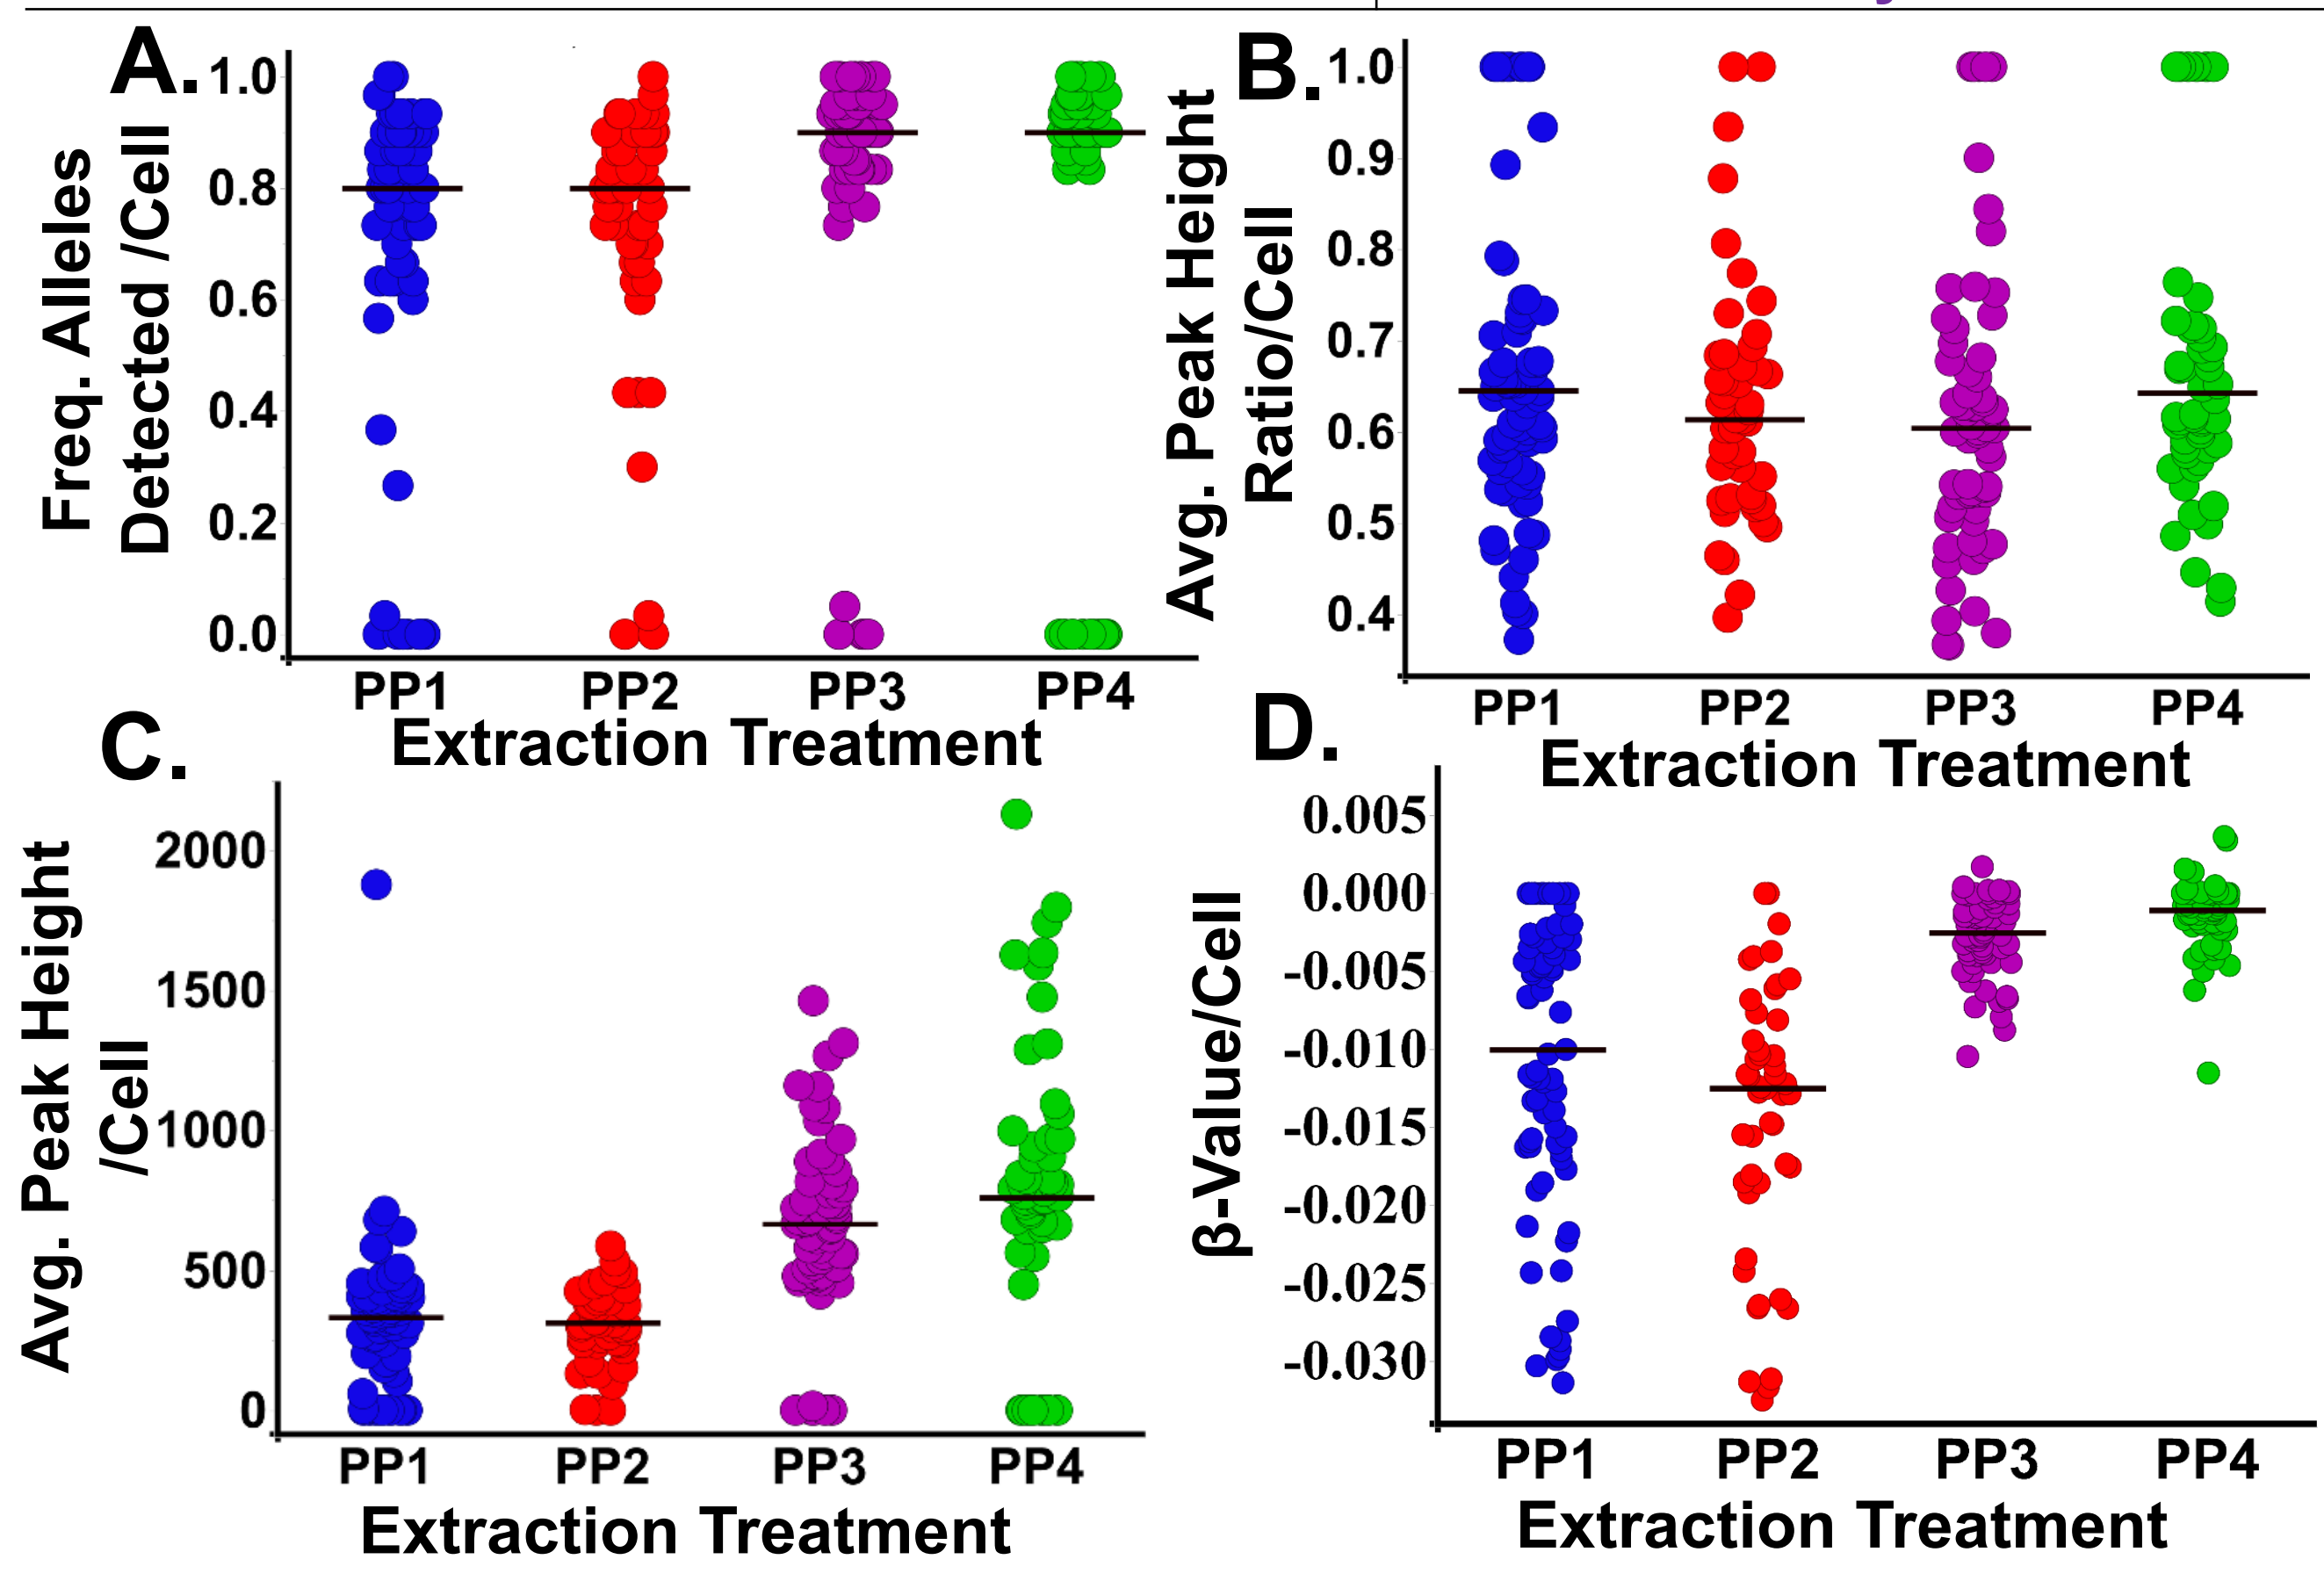 A.
Freq. Alleles
Detected /Cell
1.0
0.8
0.6
0.4
0.2
0.0
PP1 PP2 PP3 PP4
Extraction Treatment
B.
Avg. Peak Height
Ratio/Cell
1.0
0.9
0.8
0.7
0.6
0.5
0.4
PP1 PP2 PP3 PP4
Extraction Treatment
C.
Avg. Peak Height
/Cell
2000
1500
1000
500
0
PP1 PP2 PP3 PP4
Extraction Treatment
D.
β-Value/Cell
0.005
0.000
-0.005
-0.010
-0.015
-0.020
-0.025
-0.030
PP1 PP2 PP3 PP4
Extraction Treatment